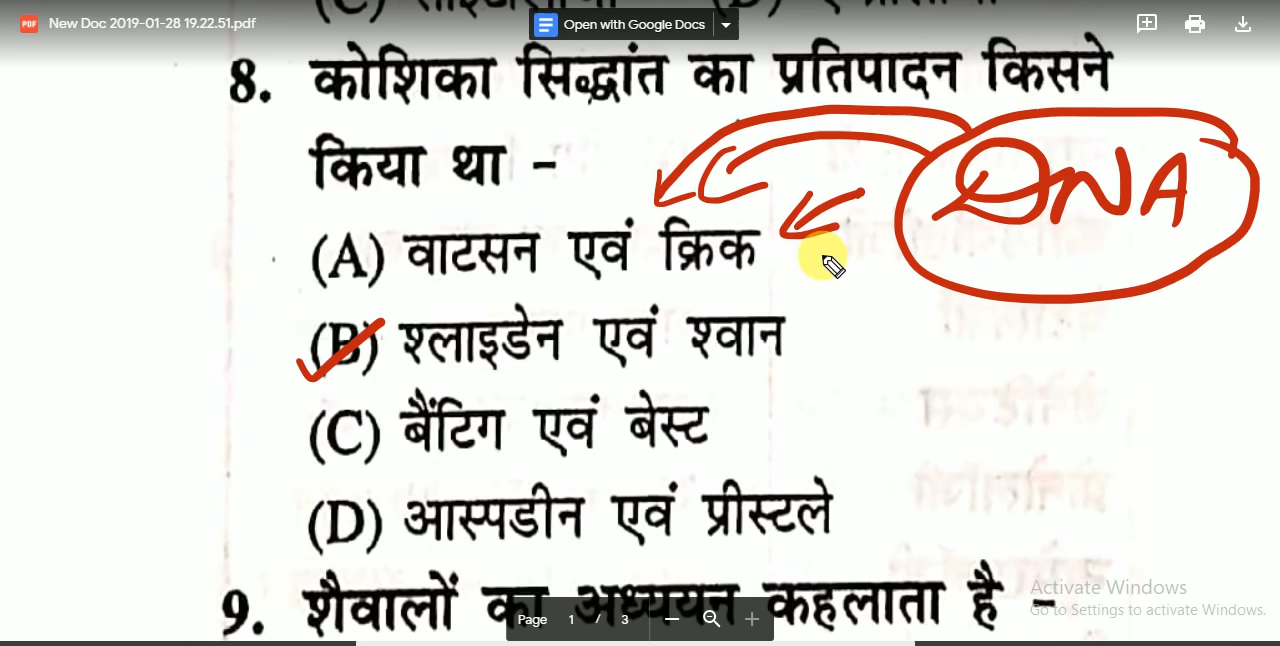 New Doc 2019-01-28 19.22.51.pdf
Open with Google Docs
8. कोशिका सिद्धांत का प्रतिपादन किसने
किया था -
DNA
(A) वाटसन एवं क्रिक
(B) श्लाइडेन एवं श्वान
(C) बैंटिग एवं बेस्ट
(D) आस्पडीन एवं प्रीस्टले
9. शैवालों का अध्ययन कहलाता है -
Activate Windows
Go to Settings to activate Windows.
Page 1 / 3